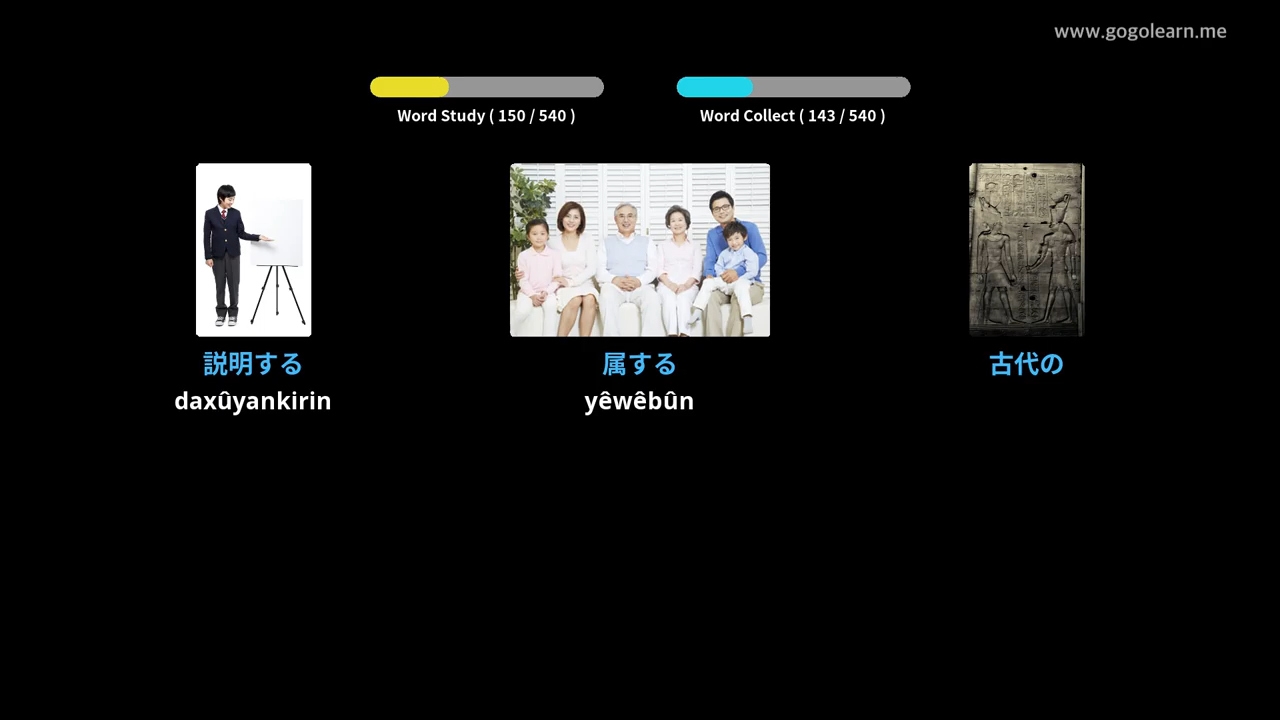 www.gogolearn.me
Word Study ( 150 / 540 )
Word Collect ( 143 / 540 )
説明する
daxûyankirin
属する
yêwêbûn
古代の